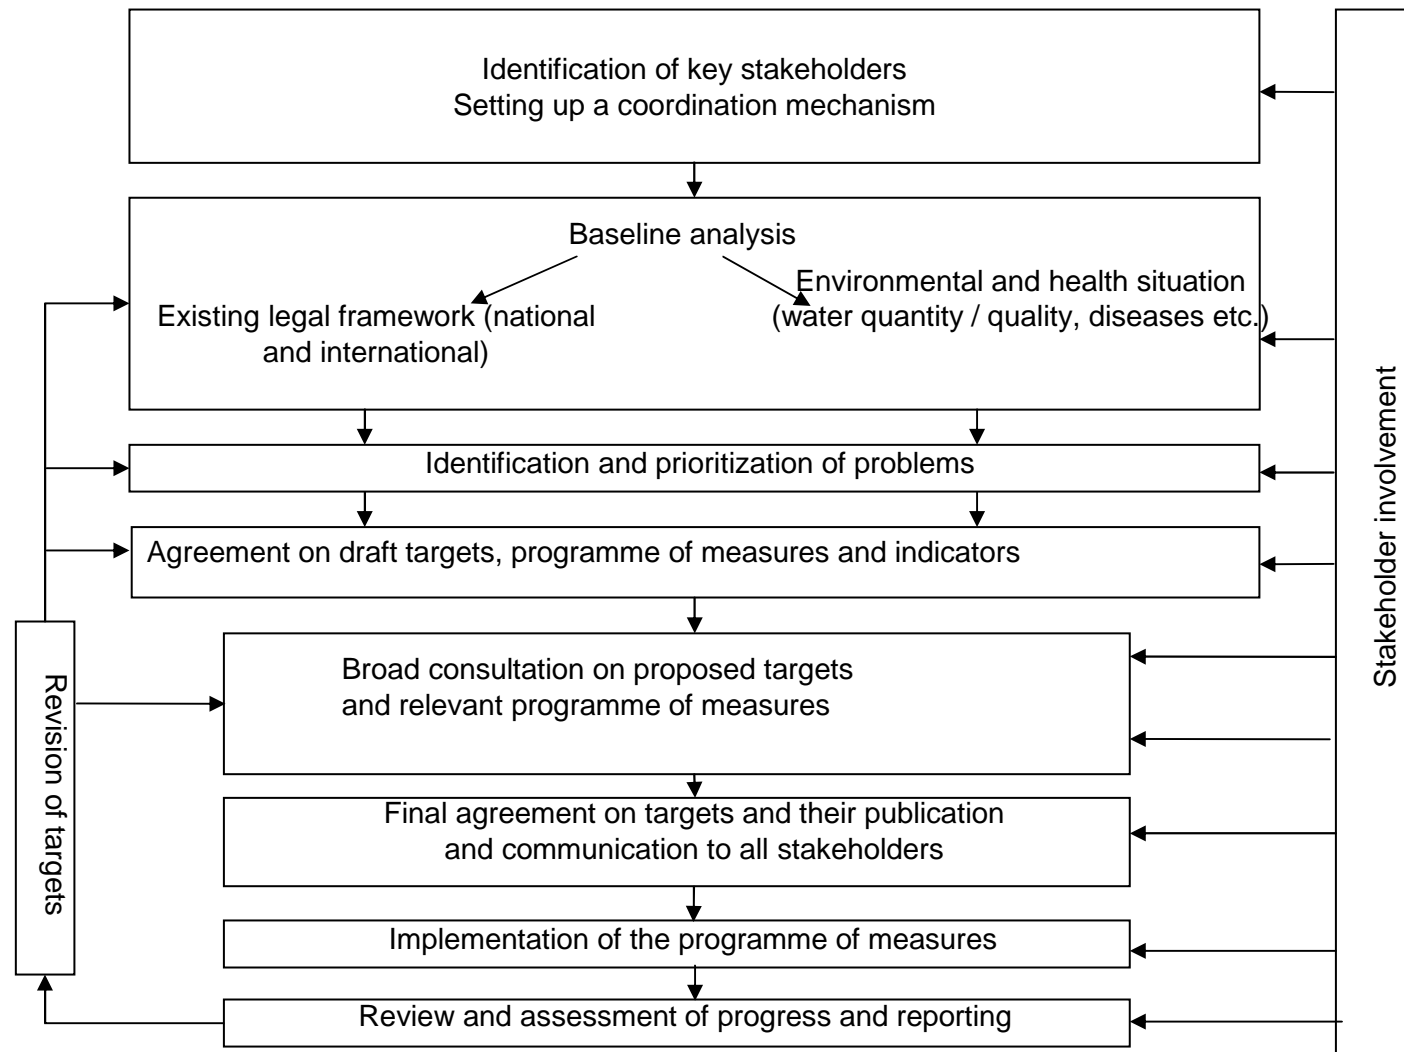 Identification of key stakeholders
Setting up a coordination mechanism
Baseline analysis
Existing legal framework (national
and international)
Environmental and health situation
(water quantity / quality, diseases etc.)
Identification and prioritization of problems
Agreement on draft targets, programme of measures and indicators
Broad consultation on proposed targets
and relevant programme of measures
Final agreement on targets and their publication
and communication to all stakeholders
Implementation of the programme of measures
Review and assessment of progress and reporting
Revision of targets
Stakeholder involvement